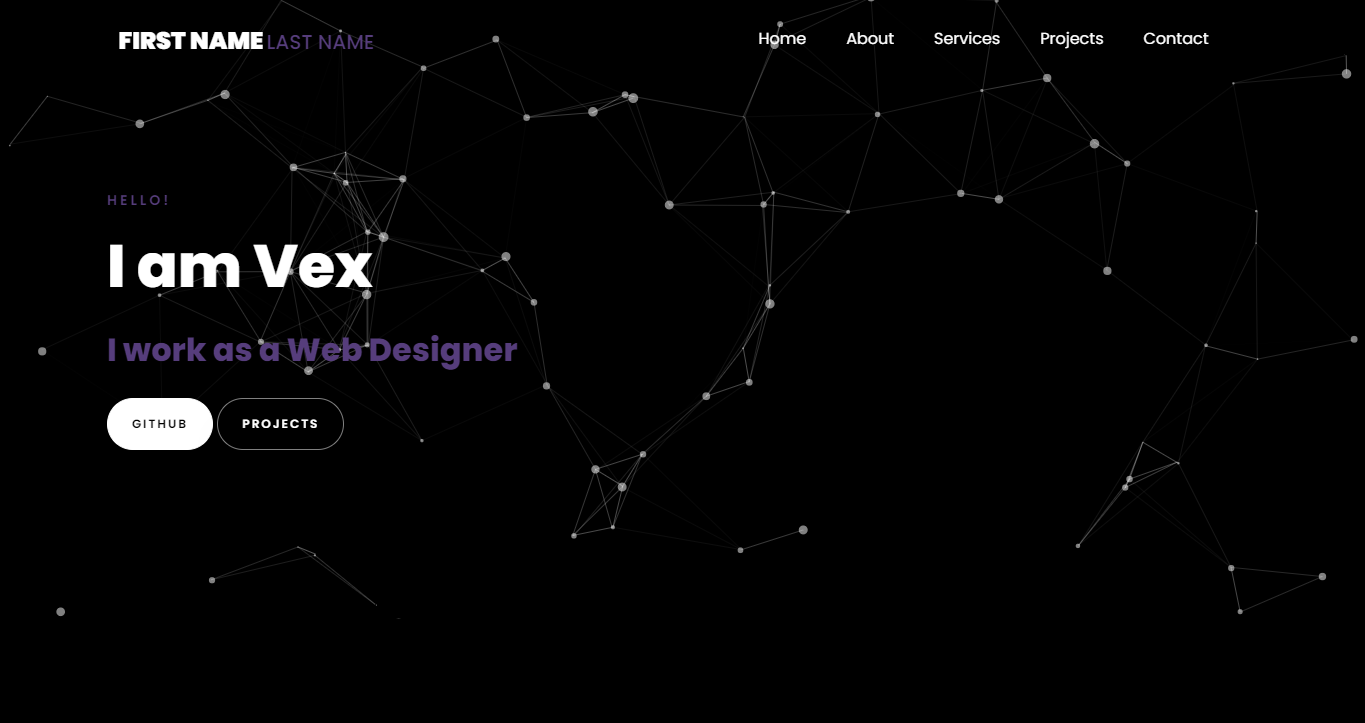 FIRST NAME LAST NAME
Home About Services Projects Contact
HELLO!
I am Vex
I work as a Web Designer
GITHUB PROJECTS